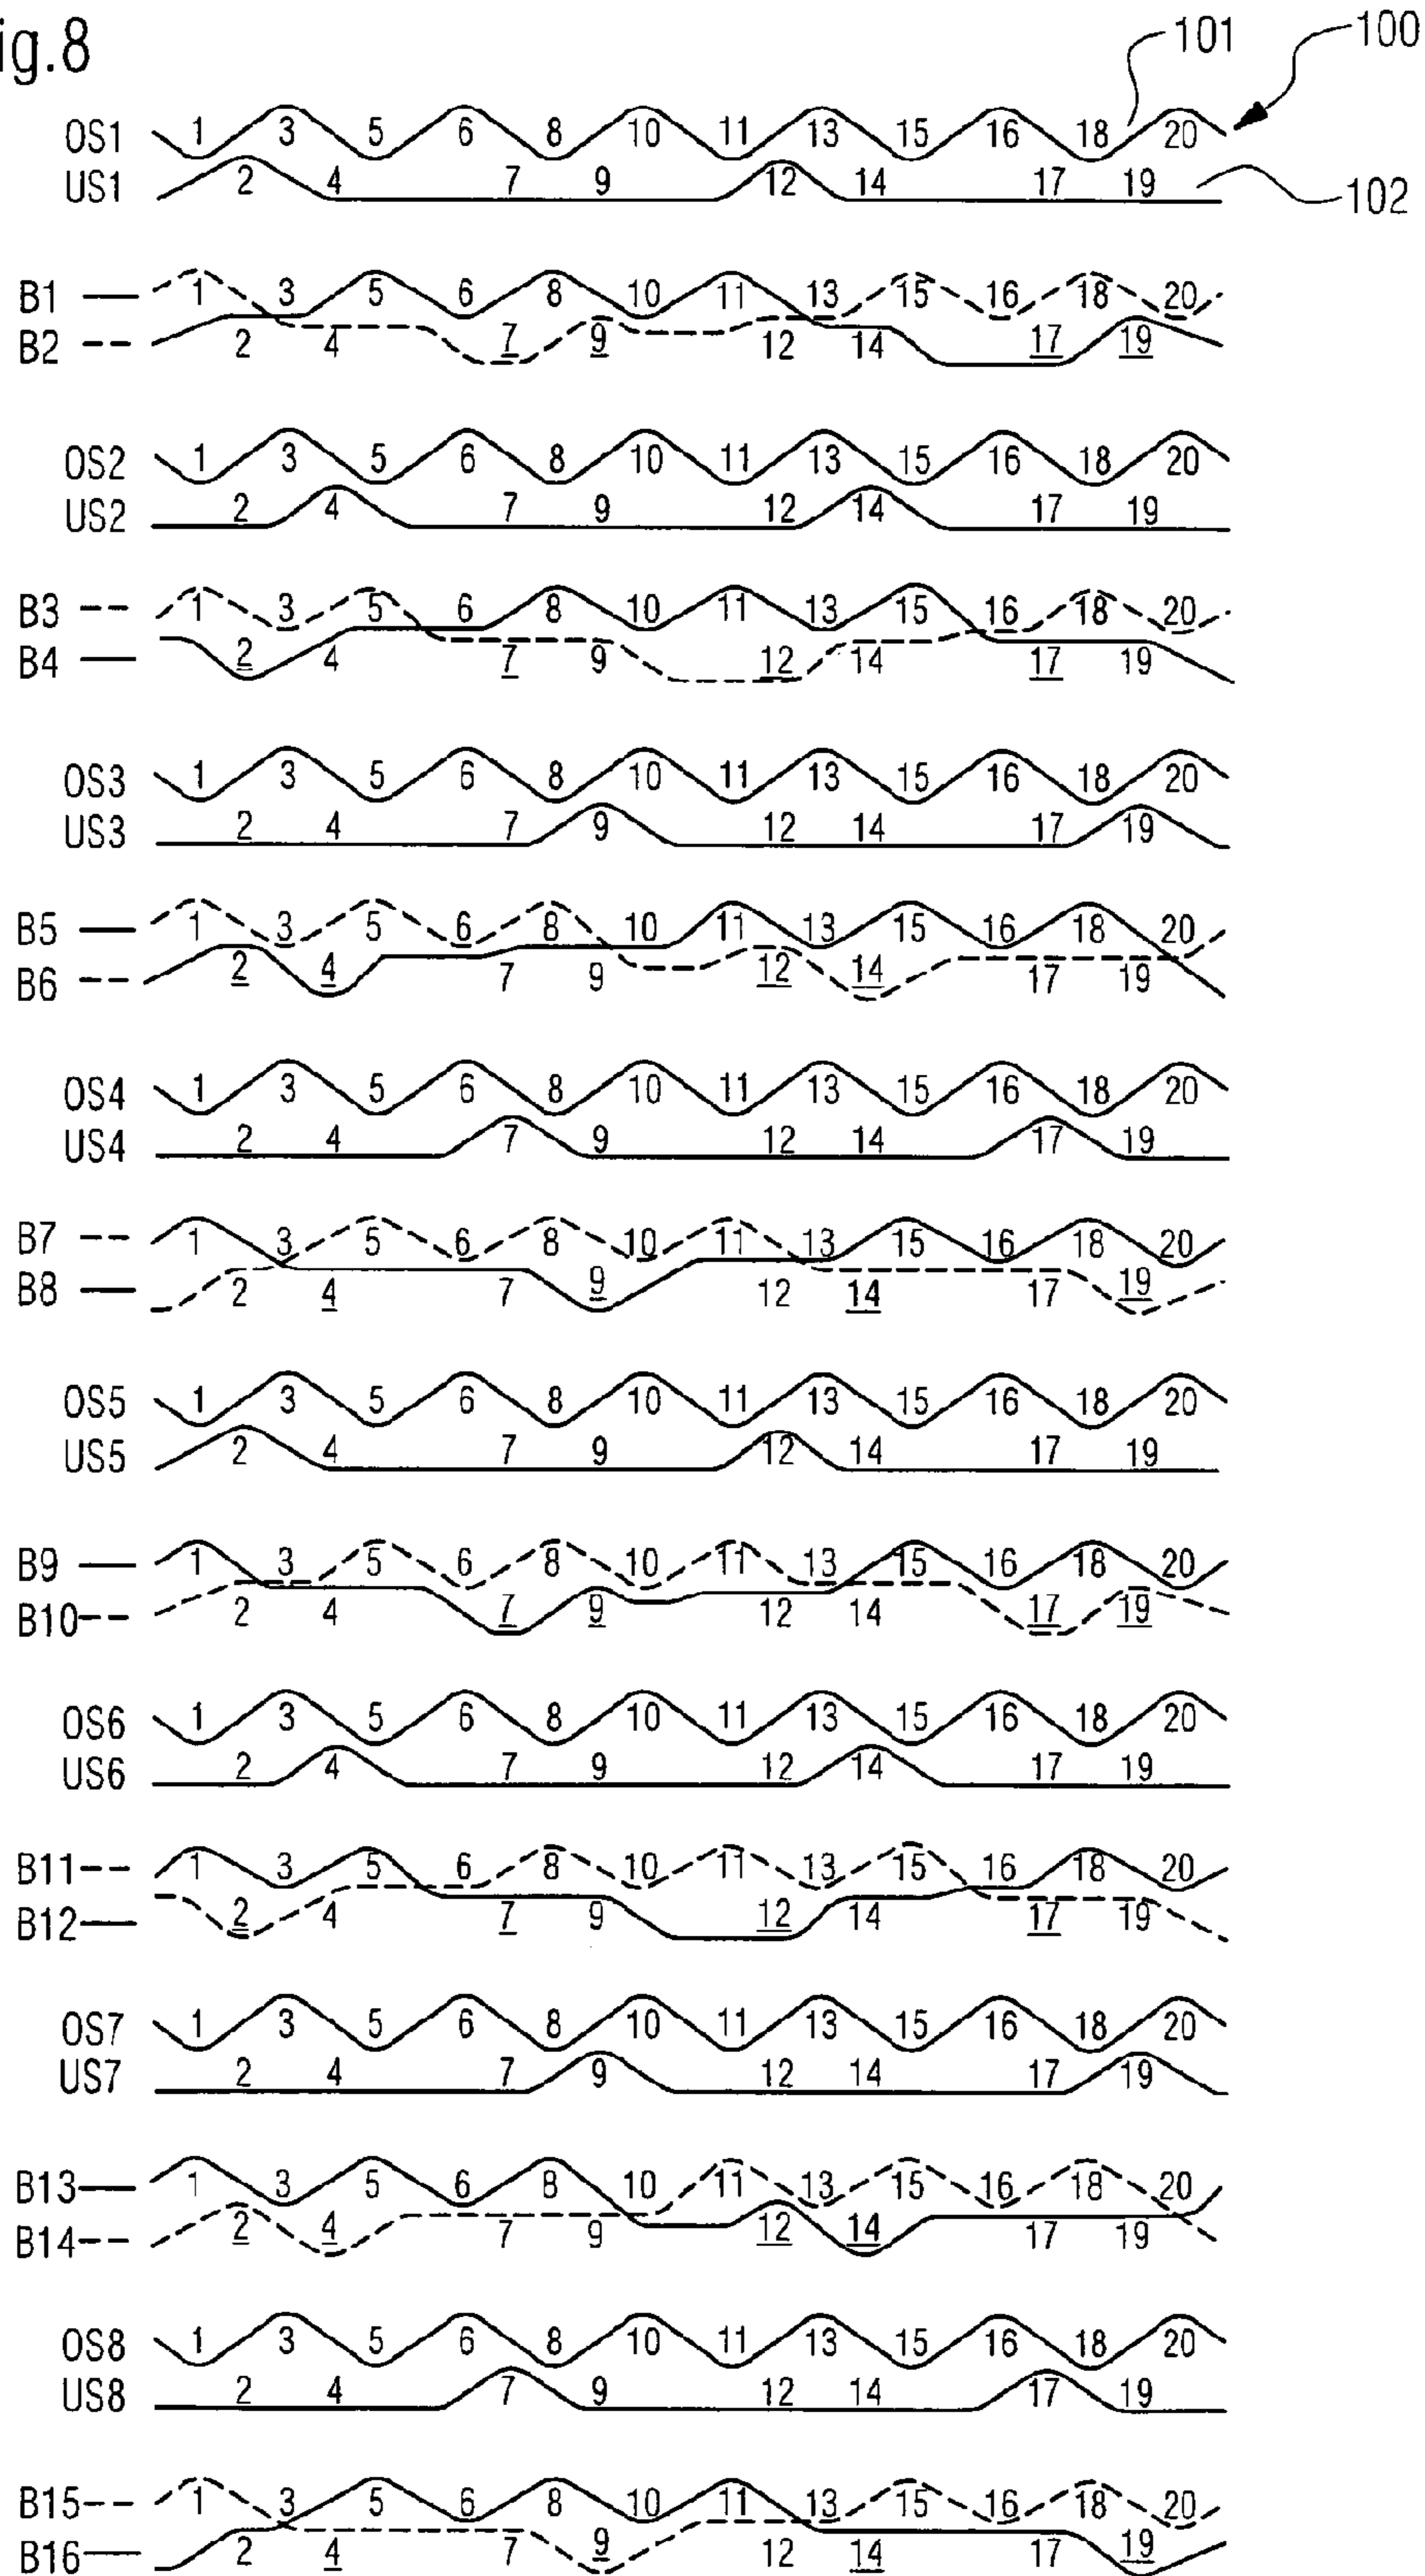 ig.8
101
100
OS1 1 3 5 6 8 10 11 13 15 16 18 20
US1 2 4 7 9 12 14 17 19
102
B1 — 1 3 5 6 8 10 11 13 15 16 18 20
B2 -- 2 4 7 9 12 14 17 19
OS2 1 3 5 6 8 10 11 13 15 16 18 20
US2 2 4 7 9 12 14 17 19
B3 -- 1 3 5 6 8 10 11 13 15 16 18 20
B4 — 2 4 7 9 12 14 17 19
OS3 1 3 5 6 8 10 11 13 15 16 18 20
US3 2 4 7 9 12 14 17 19
B5 — 1 3 5 6 8 10 11 13 15 16 18 20
B6 -- 2 4 7 9 12 14 17 19
OS4 1 3 5 6 8 10 11 13 15 16 18 20
US4 2 4 7 9 12 14 17 19
B7 -- 1 3 5 6 8 10 11 13 15 16 18 20
B8 — 2 4 7 9 12 14 17 19
OS5 1 3 5 6 8 10 11 13 15 16 18 20
US5 2 4 7 9 12 14 17 19
B9 — 1 3 5 6 8 10 11 13 15 16 18 20
B10-- 2 4 7 9 12 14 17 19
OS6 1 3 5 6 8 10 11 13 15 16 18 20
US6 2 4 7 9 12 14 17 19
B11-- 1 3 5 6 8 10 11 13 15 16 18 20
B12— 2 4 7 9 12 14 17 19
OS7 1 3 5 6 8 10 11 13 15 16 18 20
US7 2 4 7 9 12 14 17 19
B13— 1 3 5 6 8 10 11 13 15 16 18 20
B14-- 2 4 7 9 12 14 17 19
OS8 1 3 5 6 8 10 11 13 15 16 18 20
US8 2 4 7 9 12 14 17 19
B15-- 1 3 5 6 8 10 11 13 15 16 18 20
B16— 2 4 7 9 12 14 17 19